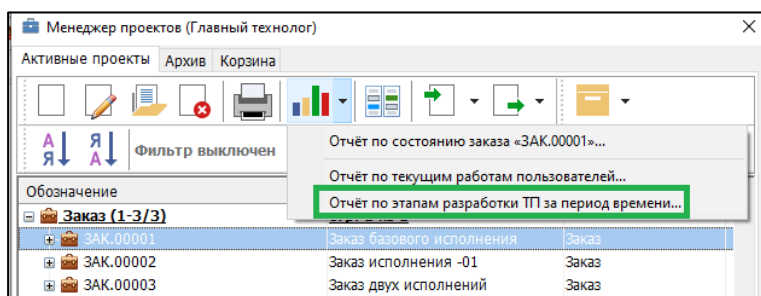 Менеджер проектов (Главный технолог)
Активные проекты Архив Корзина
А Я Я А Фильтр выключен
Отчёт по состоянию заказа «ЗАК.00001»...
Отчёт по текущим работам пользователей...
Отчёт по этапам разработки ТП за период времени...
Обозначение
Заказ (1-3/3)
ЗАК.00001 Заказ базового исполнения Заказ
ЗАК.00002 Заказ исполнения -01 Заказ
ЗАК.00003 Заказ двух исполнений Заказ